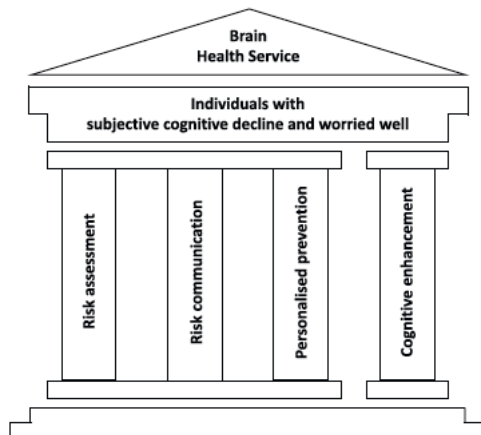 Brain
Health Service
Individuals with
subjective cognitive decline and worried well
Risk assessment
Risk communication
Personalised prevention
Cognitive enhancement